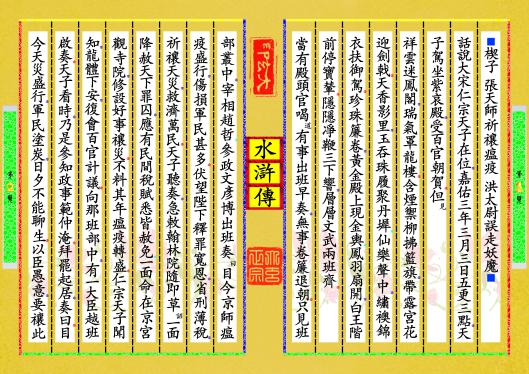 楔子　張天師祈禳瘟疫　洪太尉誤走妖魔
話說大宋仁宗天子在位嘉佑三年三月三日五更三點天
子駕坐紫宸殿受百官朝賀但見
祥雲迷鳳閣瑞氣罩龍樓含煙禦柳拂旌旗帶露宮花
迎劍戟天香影里玉吞珠履聚丹墀仙樂聲中繡襖錦
衣扶御駕珍珠簾卷黃金殿上現金輿鳳羽扇開白玉階
前停寶輦隱隱凈鞭三下響層層文武兩班齊
當有殿頭官喝道有事出班早奏無事卷簾退朝只見班
水滸傳
部叢中宰相趙哲參政文彥博出班奏曰目今京師瘟
疫盛行傷損軍民甚多伏望陛下釋罪寬恩省刑薄稅
祈禳天災救濟萬民天子聽奏急敕翰林院隨即草詔一面
降赦天下罪囚應有民間稅賦悉皆赦免一面命在京宮
觀寺院修設好事禳災不料其年瘟疫轉盛仁宗天子聞
知龍體不安復會百官計議向那班部中有一大臣越班
啟奏天子看時乃是參知政事範仲淹拜罷起居奏曰目
今天災盛行軍民塗炭日夕不能聊生以臣愚意要禳此